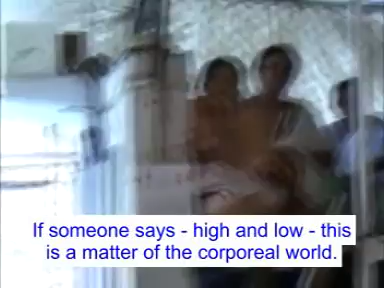 If someone says - high and low - this
is a matter of the corporeal world.